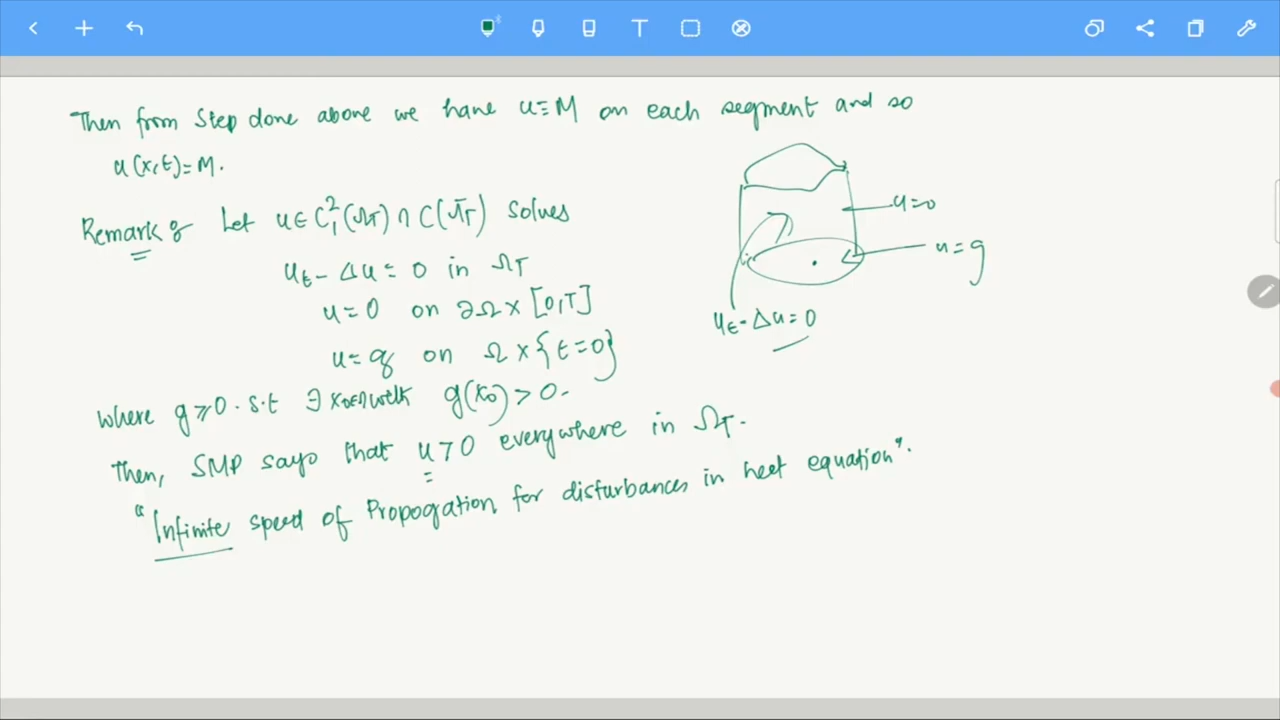 Then from Step done above we have u≡M on each segment and so
u(x,t)=M.
Remark: Let u ∈ C₁²(Ω_T) ∩ C(Ω̄_T) solves
u_t - Δu = 0 in Ω_T
u=0 on ∂Ω × [0,T]
u=g on Ω × {t=0}
where g≥0. s.t ∃ x₀∈Ω with g(x₀) > 0.
Then, SMP says that u>0 everywhere in Ω_T.
"Infinite speed of Propogation for disturbances in heat equation".
u=0
u=g
u_t - Δu = 0
T